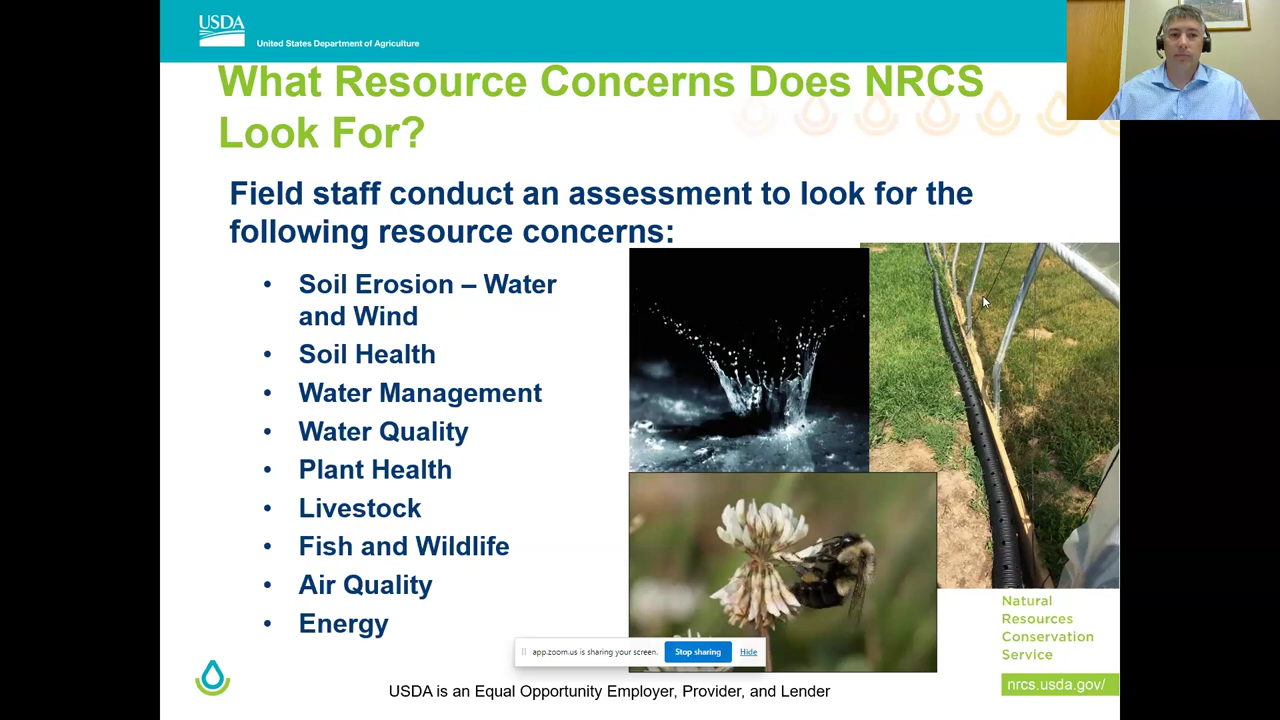 USDA
United States Department of Agriculture
What Resource Concerns Does NRCS
Look For?
Field staff conduct an assessment to look for the
following resource concerns:
• Soil Erosion – Water
and Wind
• Soil Health
• Water Management
• Water Quality
• Plant Health
• Livestock
• Fish and Wildlife
• Air Quality
• Energy
Natural
Resources
Conservation
Service
nrcs.usda.gov/
app.zoom.us is sharing your screen. Stop sharing Hide
USDA is an Equal Opportunity Employer, Provider, and Lender